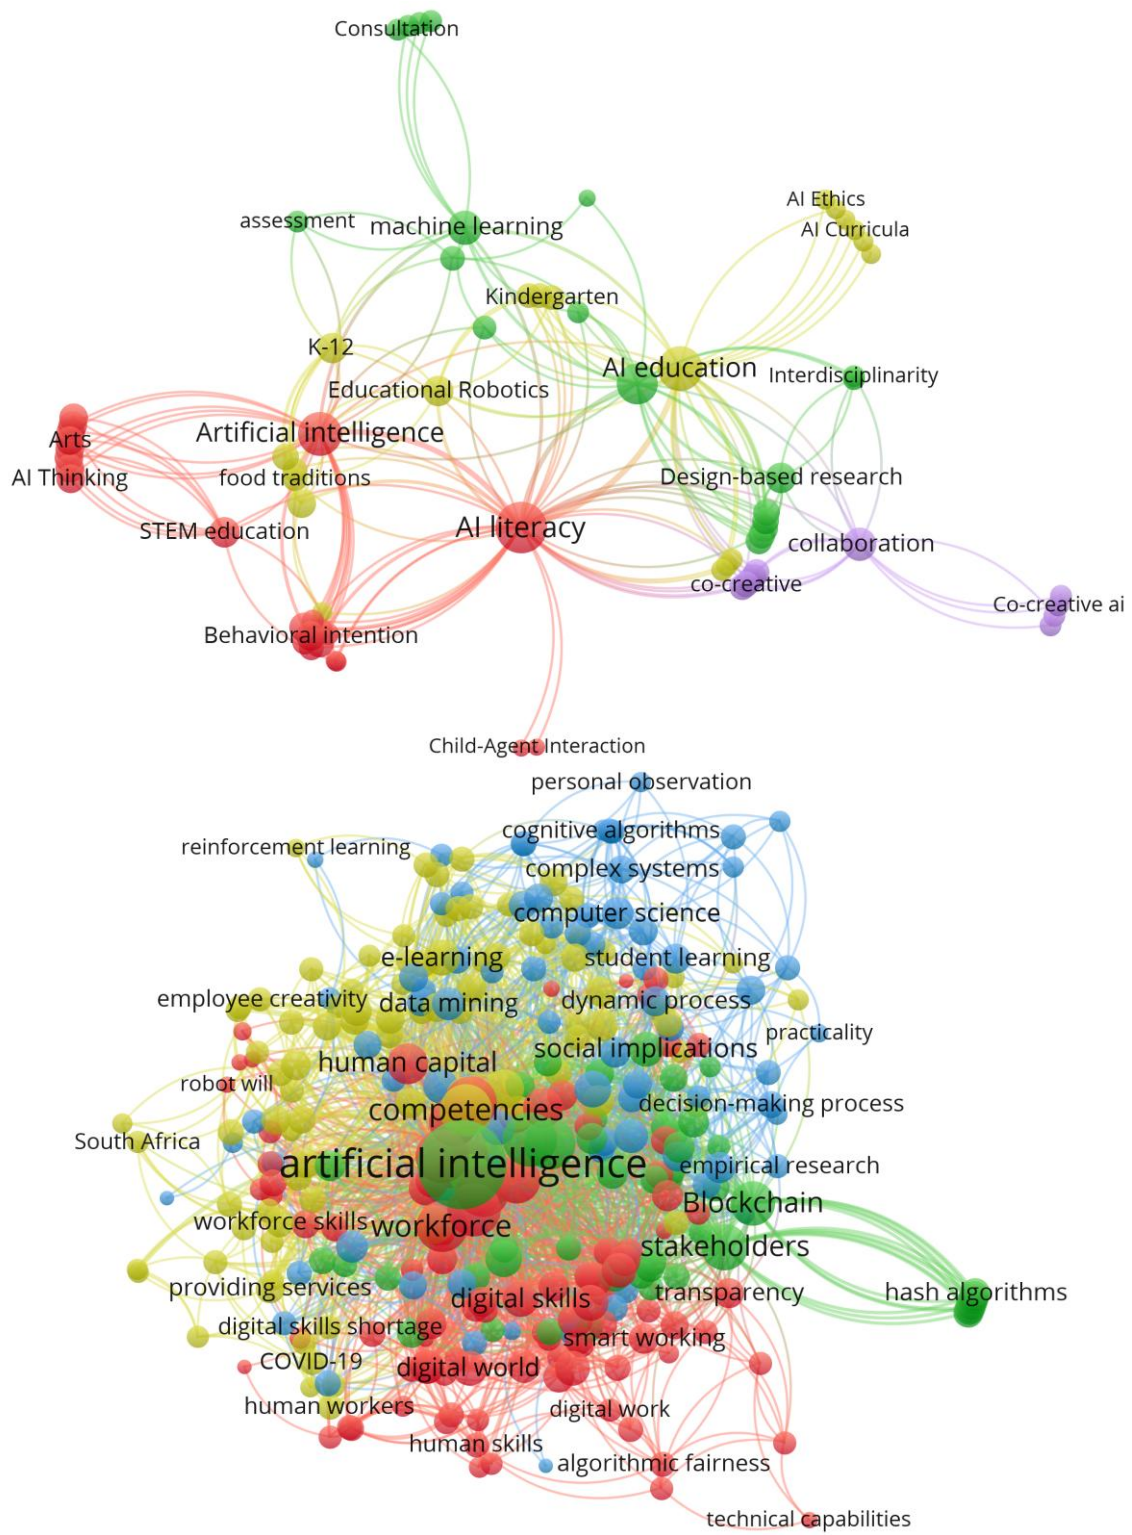 Consultation
AI Ethics
assessment
machine learning
AI Curricula
Kindergarten
K-12
AI education
Interdisciplinarity
Educational Robotics
Artificial intelligence
Arts
AI Thinking
food traditions
Design-based research
STEM education
AI literacy
collaboration
co-creative
Co-creative ai
Behavioral intention
Child-Agent Interaction
personal observation
cognitive algorithms
reinforcement learning
complex systems
computer science
e-learning
student learning
employee creativity
data mining
dynamic process
practicality
social implications
human capital
robot will
competencies
decision-making process
South Africa
artificial intelligence
empirical research
Blockchain
workforce skills
workforce
stakeholders
providing services
digital skills
transparency
hash algorithms
digital skills shortage
smart working
COVID-19
digital world
human workers
digital work
human skills
algorithmic fairness
technical capabilities